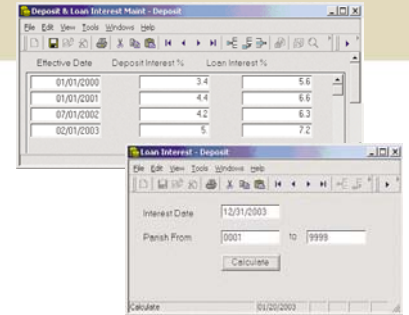 Deposit & Loan Interest Maint - Deposit
File Edit View Tools Windows Help
Effective Date Deposit Interest % Loan Interest %
01/01/2000 3.4 5.6
01/01/2001 4.4 6.6
07/01/2002 4.2 6.3
02/01/2003 5. 7.2
Loan Interest - Deposit
File Edit View Tools Windows Help
Interest Date 12/31/2003
Parish From 0001 to 9999
Calculate
Calculate 01/20/2003